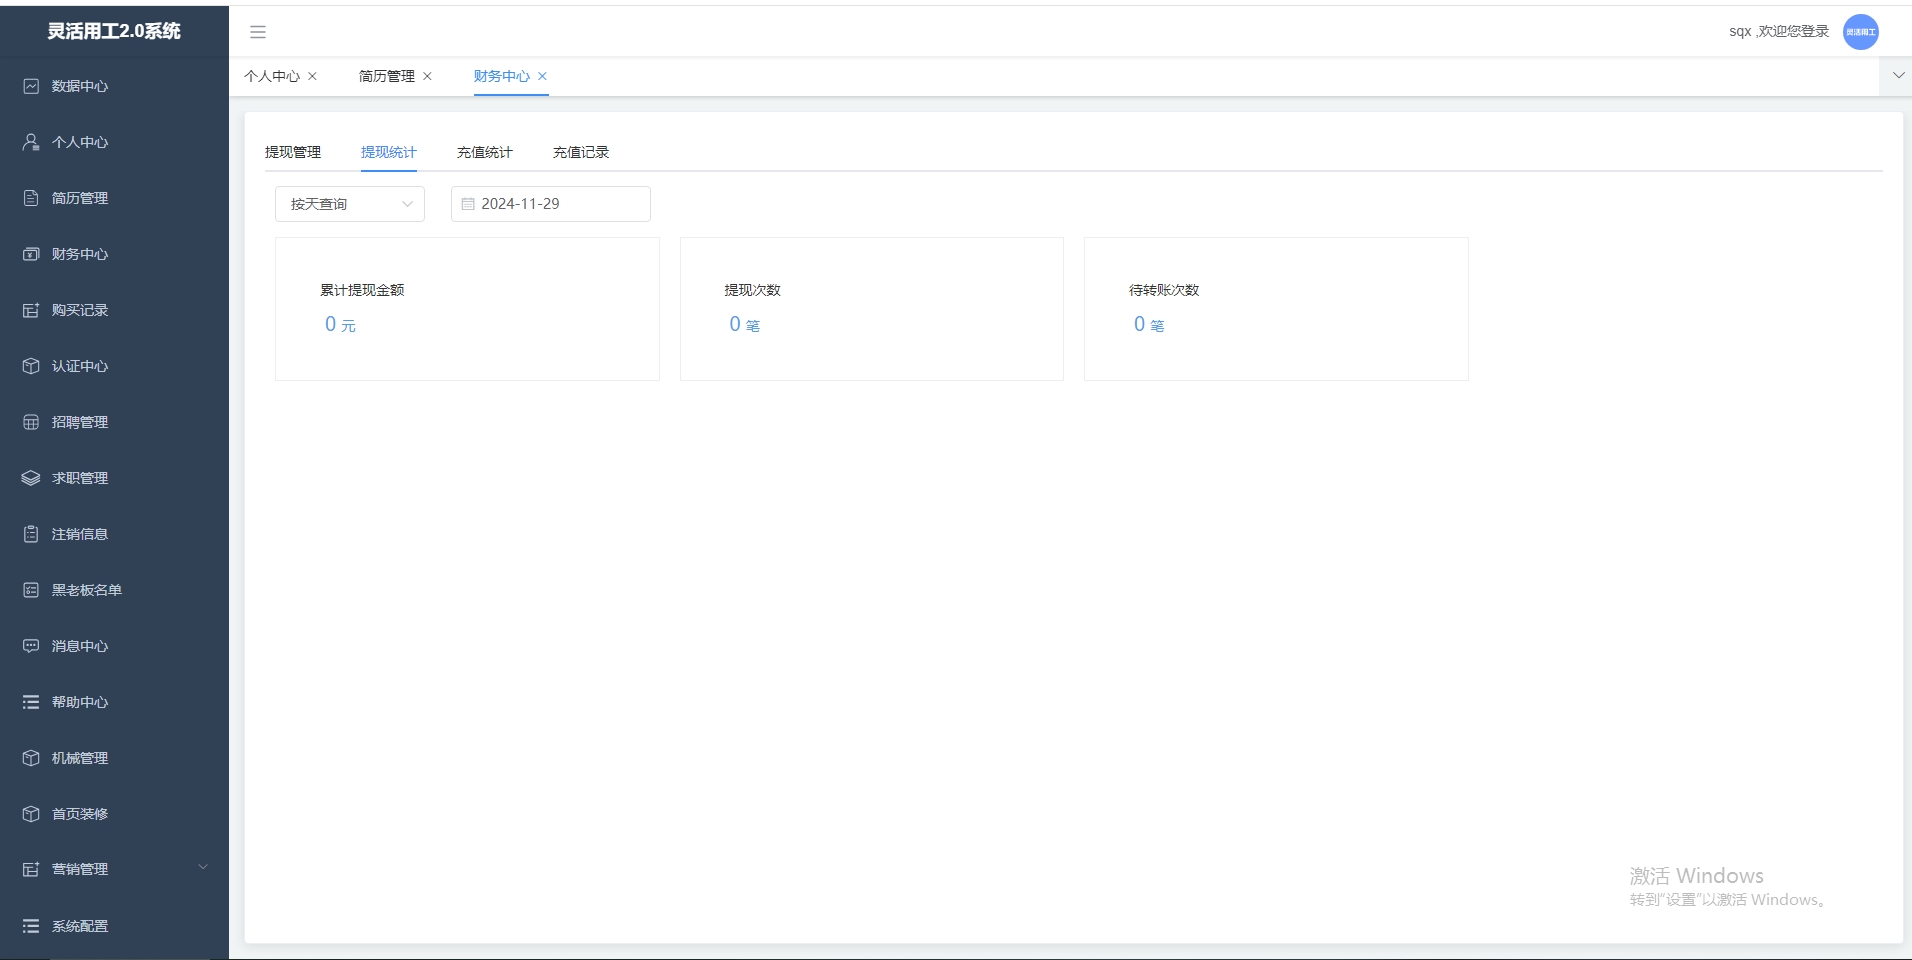 灵活用工2.0系统
sqx ,欢迎您登录
灵活用工
个人中心
简历管理
财务中心
数据中心
个人中心
简历管理
财务中心
购买记录
认证中心
招聘管理
求职管理
注销信息
黑老板名单
消息中心
帮助中心
机械管理
首页装修
营销管理
系统配置
提现管理 提现统计 充值统计 充值记录
按天查询 2024-11-29
累计提现金额
0 元
提现次数
0 笔
待转账次数
0 笔
激活 Windows
转到"设置"以激活 Windows。